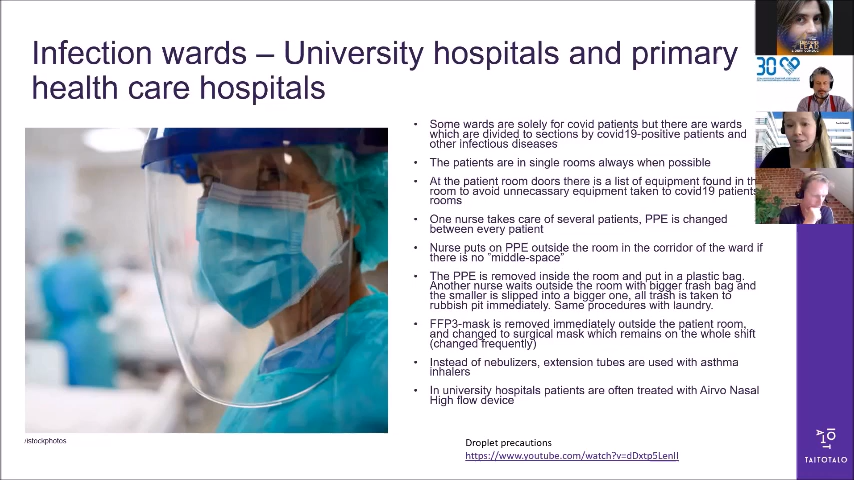 Infection wards – University hospitals and primary
health care hospitals
• Some wards are solely for covid patients but there are wards
which are divided to sections by covid19-positive patients and
other infectious diseases
• The patients are in single rooms always when possible
• At the patient room doors there is a list of equipment found in th
room to avoid unnecassary equipment taken to covid19 patients
rooms
• One nurse takes care of several patients, PPE is changed
between every patient
• Nurse puts on PPE outside the room in the corridor of the ward if
there is no "middle-space"
• The PPE is removed inside the room and put in a plastic bag.
Another nurse waits outside the room with bigger trash bag and
the smaller is slipped into a bigger one, all trash is taken to
rubbish pit immediately. Same procedures with laundry.
• FFP3-mask is removed immediately outside the patient room,
and changed to surgical mask which remains on the whole shift
(changed frequently)
• Instead of nebulizers, extension tubes are used with asthma
inhalers
• In university hospitals patients are often treated with Airvo Nasal
High flow device
/istockphotos
Droplet precautions
https://www.youtube.com/watch?v=dDxtp5LenlI
30
TAITOTALO